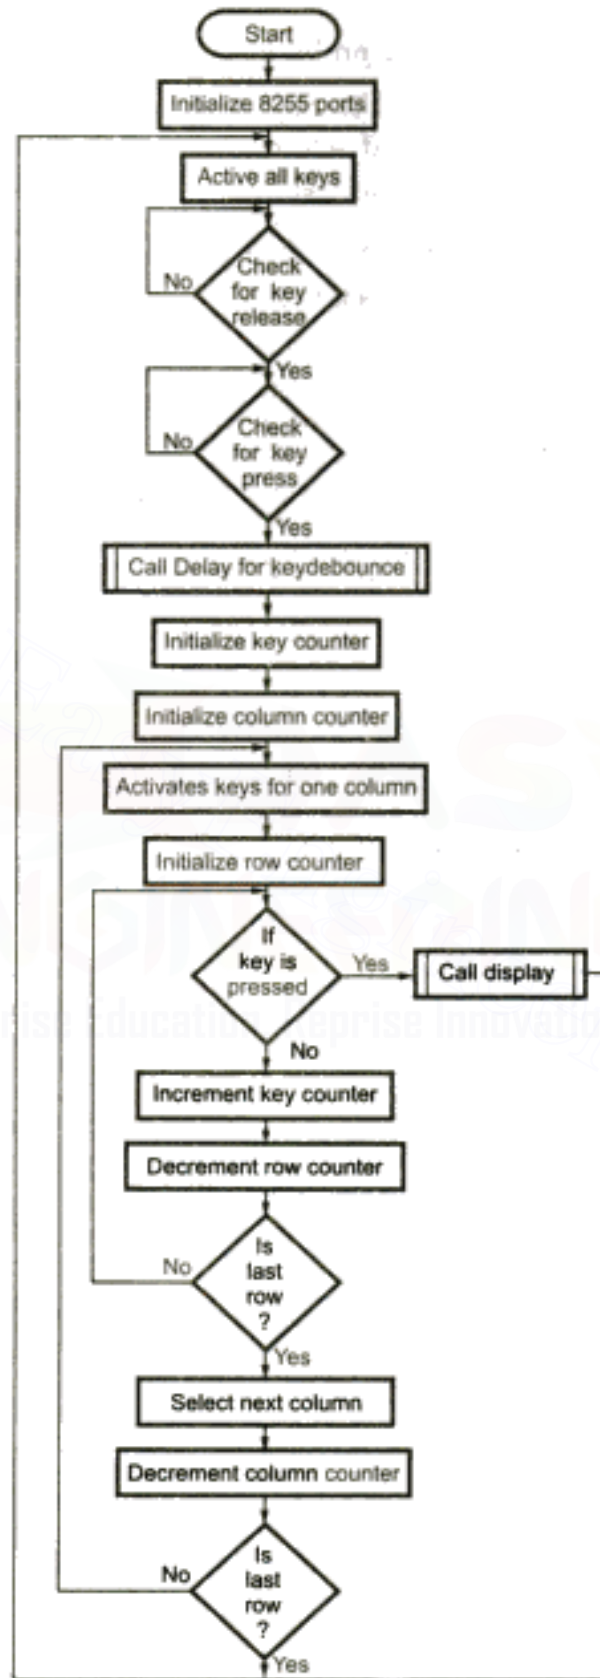 Start
Initialize 8255 ports
Active all keys
Check
for key
release
No
Yes
Check
for key
press
No
Yes
Call Delay for keydebounce
Initialize key counter
Initialize column counter
Activates keys for one column
Initialize row counter
If
key is
pressed
Yes
Call display
No
Increment key counter
Decrement row counter
Is
last
row
?
No
Yes
Select next column
Decrement column counter
Is
last
row
?
No
Yes